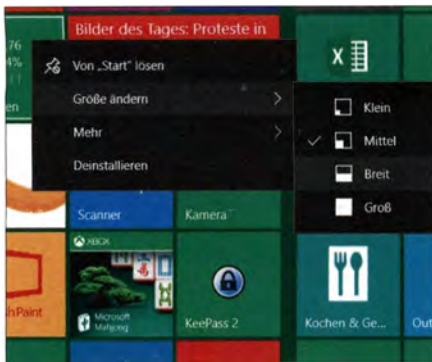 Bilder des Tages: Proteste in
76
4%
en
Von „Start" lösen
Größe ändern
Mehr
Deinstallieren
Klein
Mittel
Breit
Groß
Scanner
Kamera
XBOX
hPaint
Microsoft
Mahjong
KeePass 2
Kochen & Ge...
Out